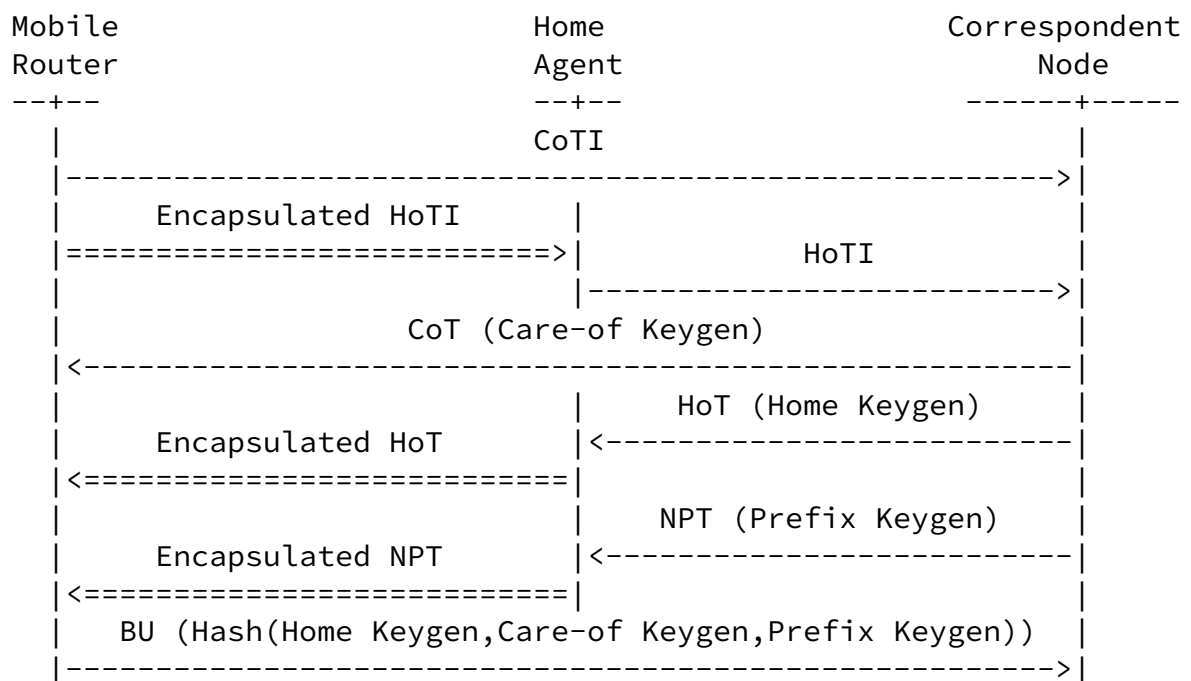 Mobile Home Correspondent
Router Agent Node
CoTI
Encapsulated HoTI
HoTI
CoT (Care-of Keygen)
HoT (Home Keygen)
Encapsulated HoT
NPT (Prefix Keygen)
Encapsulated NPT
BU (Hash(Home Keygen,Care-of Keygen,Prefix Keygen))